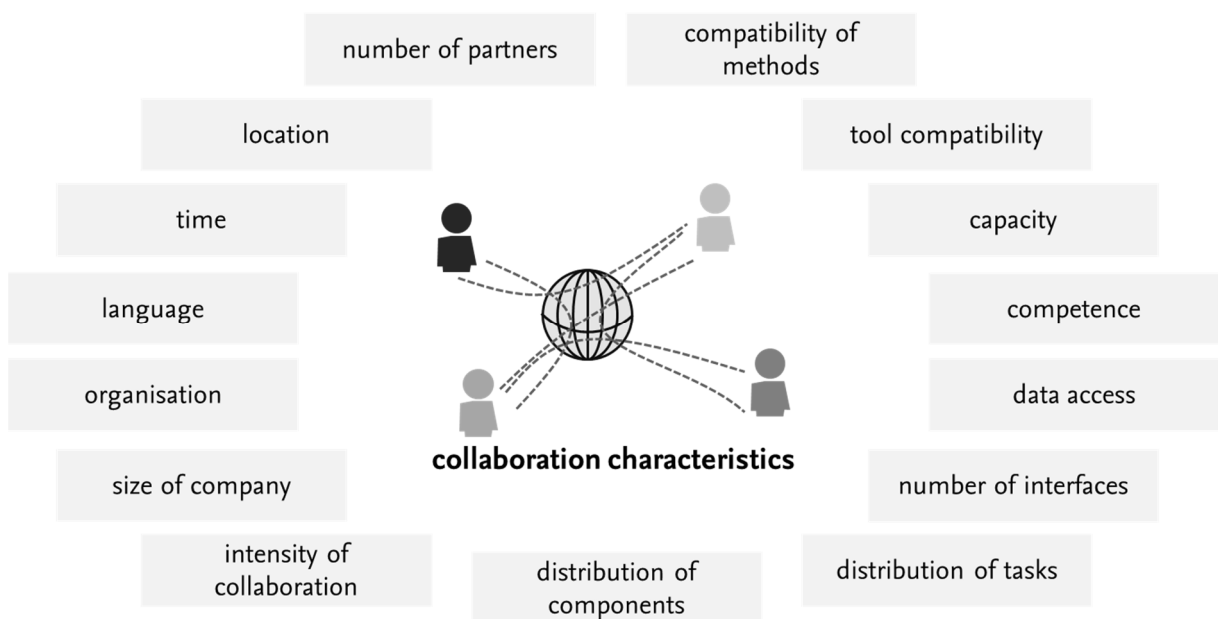 number of partners
compatibility of
methods
location
tool compatibility
time
capacity
language
competence
organisation
data access
collaboration characteristics
size of company
number of interfaces
intensity of
collaboration
distribution of
components
distribution of tasks